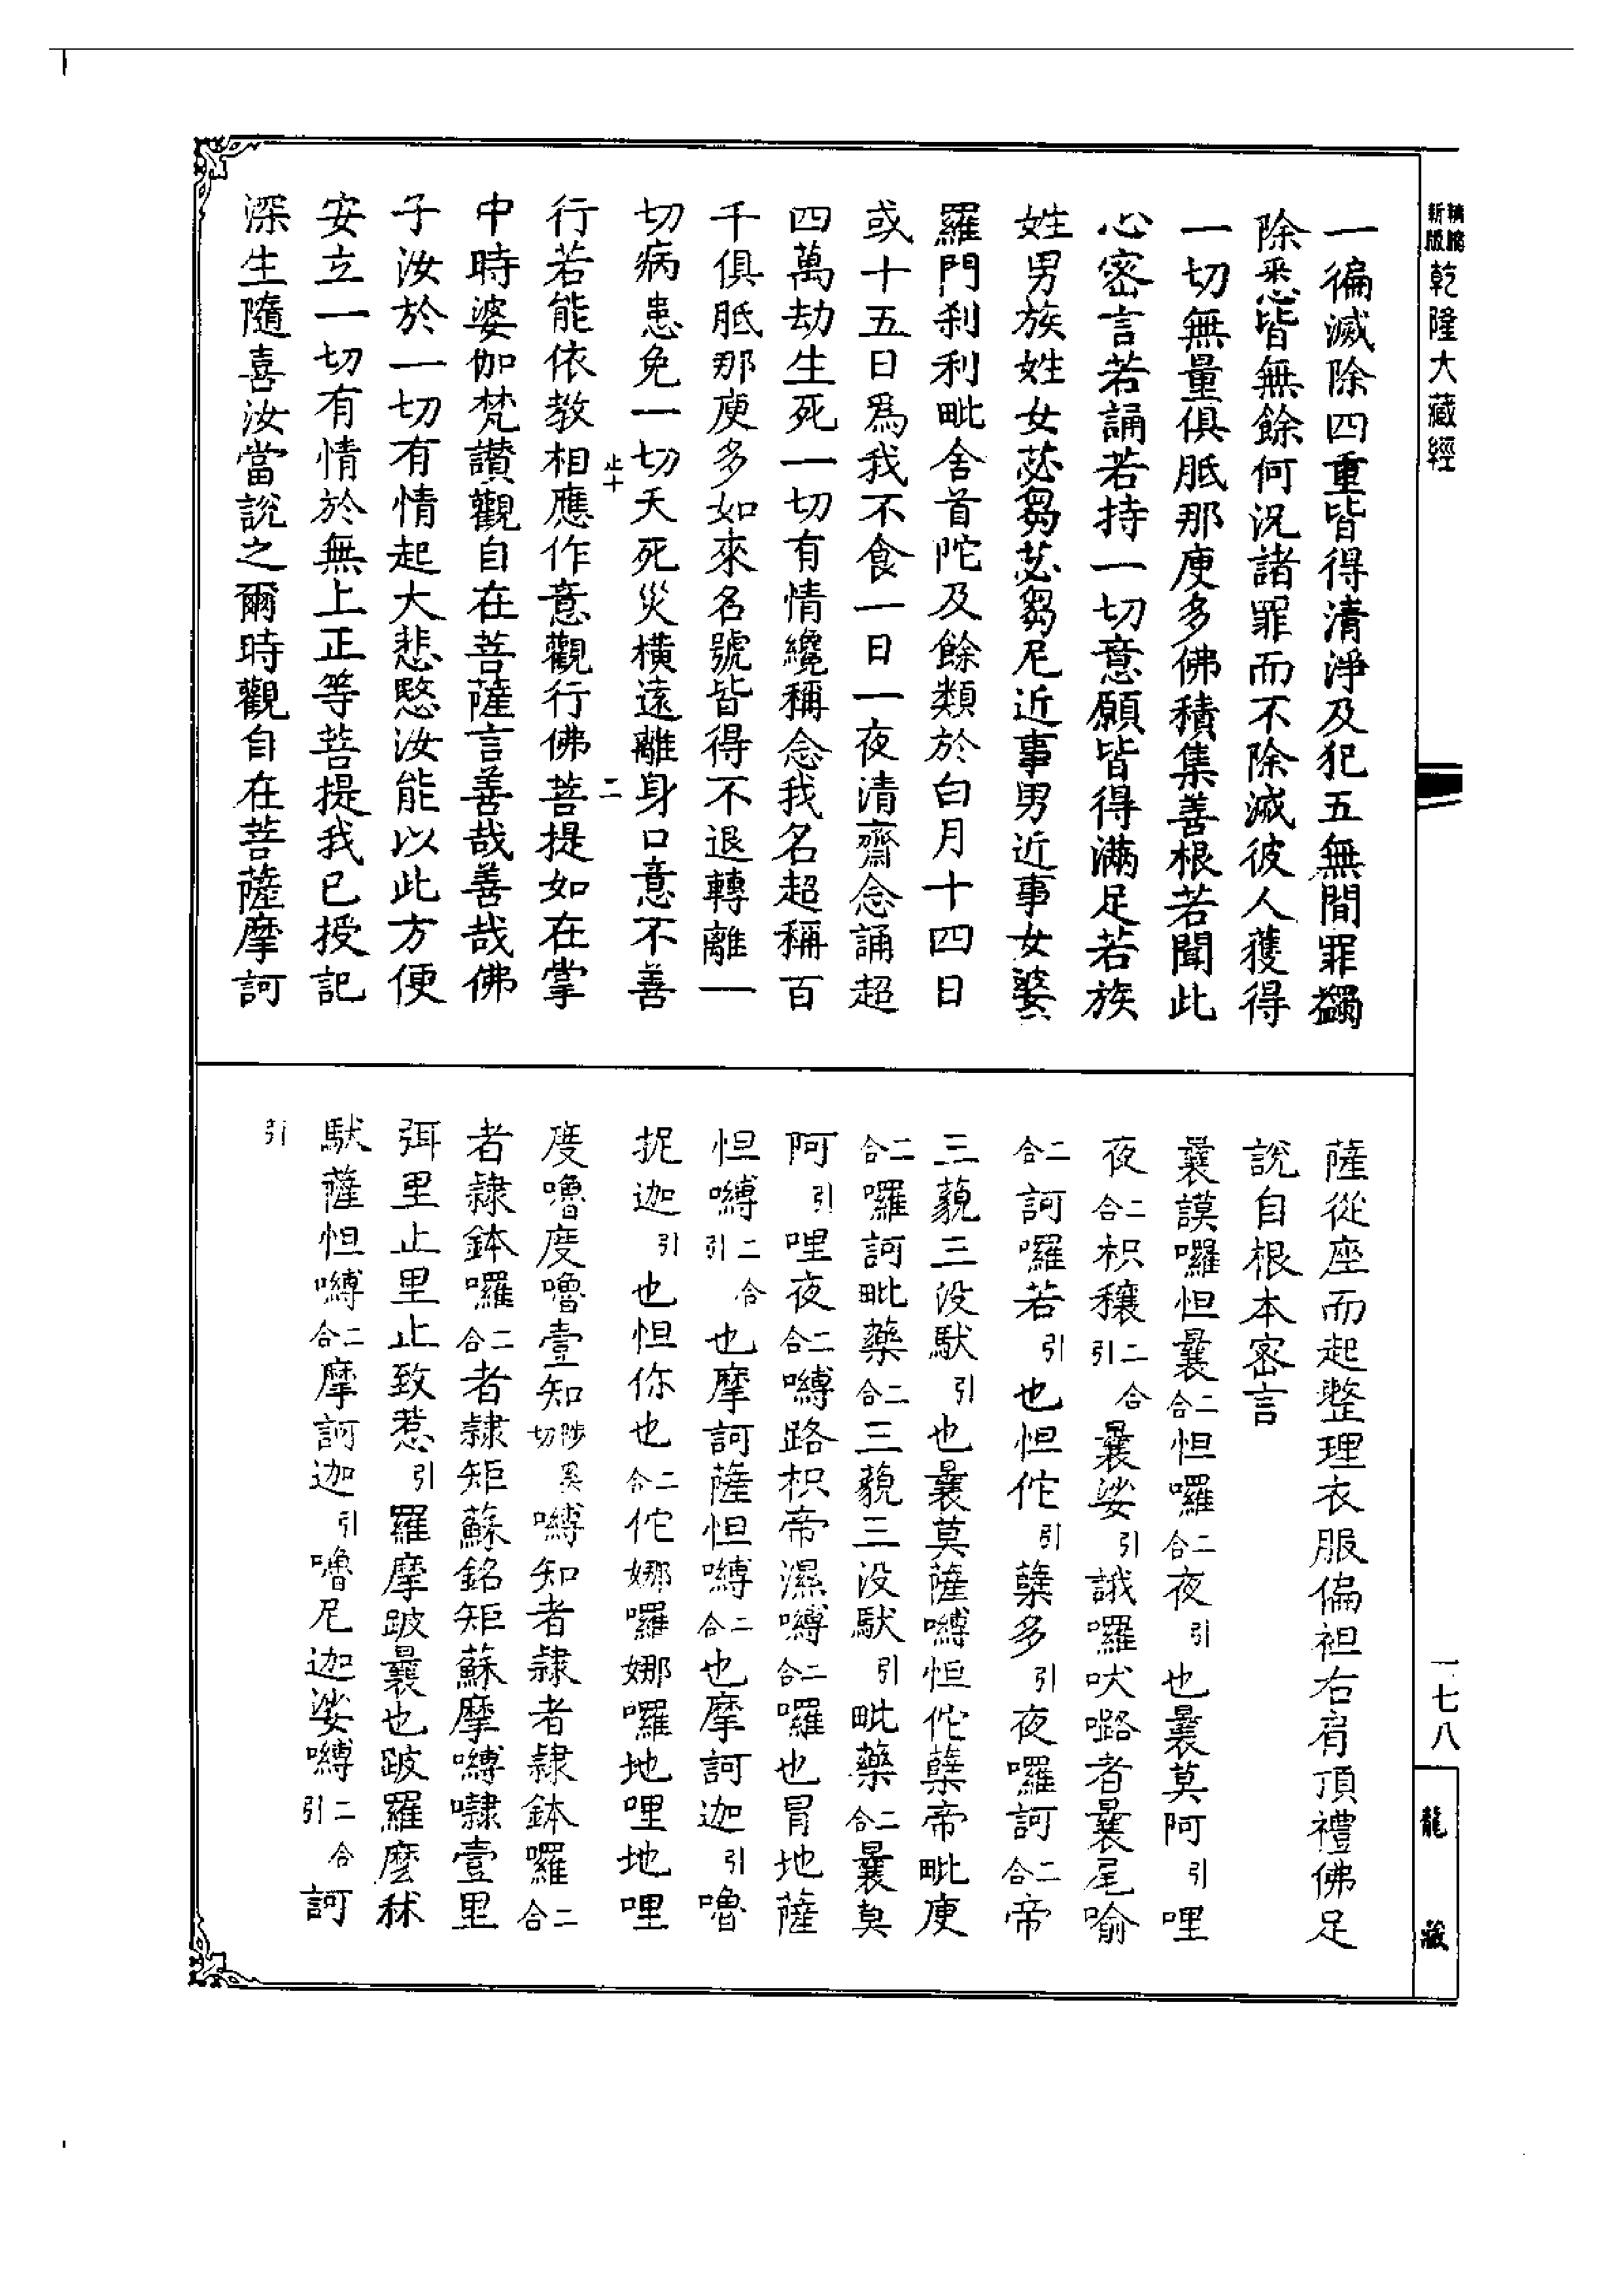 新版 精縮 乾隆大藏經
一徧滅除四重皆得清淨及犯五無間罪獨
除悉皆無餘何況諸罪而不除滅彼人獲得
一切無量俱胝那庾多佛積集善根若聞此
心密言若誦若持一切意願皆得滿足若族
姓男族姓女苾芻苾芻尼近事男近事女婆
羅門刹利毗舍首陀及餘類於白月十四日
或十五日爲我不食一日一夜清齋念誦超
四萬劫生死一切有情纔稱念我名超稱百
千俱胝那庾多如來名號皆得不退轉離一
切病患免一切夭死災橫遠離身口意不善
止十 二
行若能依教相應作意觀行佛菩提如在掌
中時婆伽梵讚觀自在菩薩言善哉善哉佛
子汝於一切有情起大悲愍汝能以此方便
安立一切有情於無上正等菩提我已授記
深生隨喜汝當說之爾時觀自在菩薩摩訶
薩從座而起整理衣服偏袒右肩頂禮佛足
說自根本密言
曩謨囉怛曩二合怛囉二合夜引也曩莫阿引哩
夜二合枳穰二合引曩娑引誐囉吠嚕者曩尾喻
二合訶囉若引也怛佗引蘖多引夜囉訶二合帝
三藐三沒馱引也曩莫薩嚩怛佗蘖帝毗庾
二合囉訶毗藥二合三藐三沒馱引毗藥二合曩莫
阿引哩夜二合嚩路枳帝濕嚩二合囉也冒地薩
怛嚩二合引也摩訶薩怛嚩二合也摩訶迦引嚕
抳迦引也怛你也二合佗娜囉娜囉地哩地哩
度嚕度嚕壹知陟奚切嚩知者隷者隷鉢囉二合
者隷鉢囉二合者隷矩蘇銘矩蘇摩嚩㘑壹里
弭里止里止致惹引羅摩跛曩也跛羅麼秫
馱薩怛嚩二合摩訶迦引嚕尼迦娑嚩二合引訶
引
一七八
龍藏